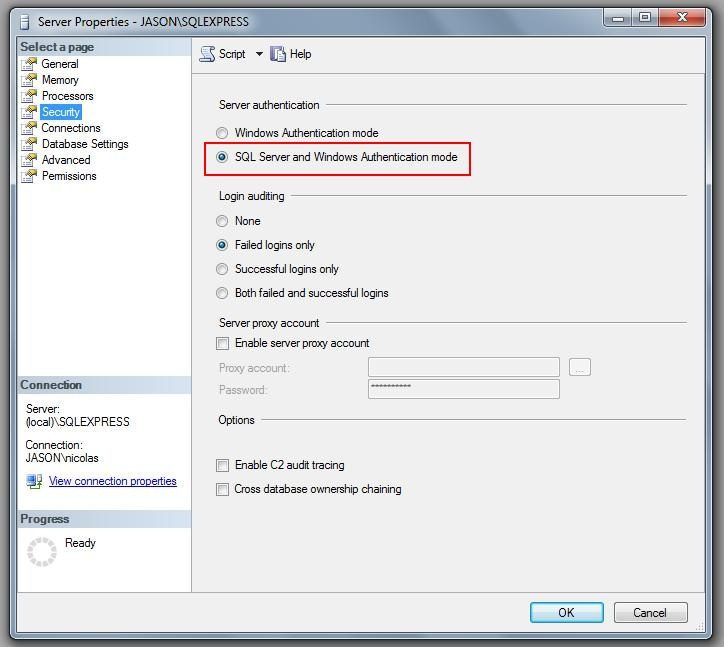 Server Properties - JASON\SQLEXPRESS
Select a page
General
Memory
Processors
Security
Connections
Database Settings
Advanced
Permissions
Script
Help
Server authentication
Windows Authentication mode
SQL Server and Windows Authentication mode
Login auditing
None
Failed logins only
Successful logins only
Both failed and successful logins
Server proxy account
Enable server proxy account
Proxy account:
...
Password:
**********
Options
Enable C2 audit tracing
Cross database ownership chaining
Connection
Server:
(local)\SQLEXPRESS
Connection:
JASON\nicolas
View connection properties
Progress
Ready
OK
Cancel